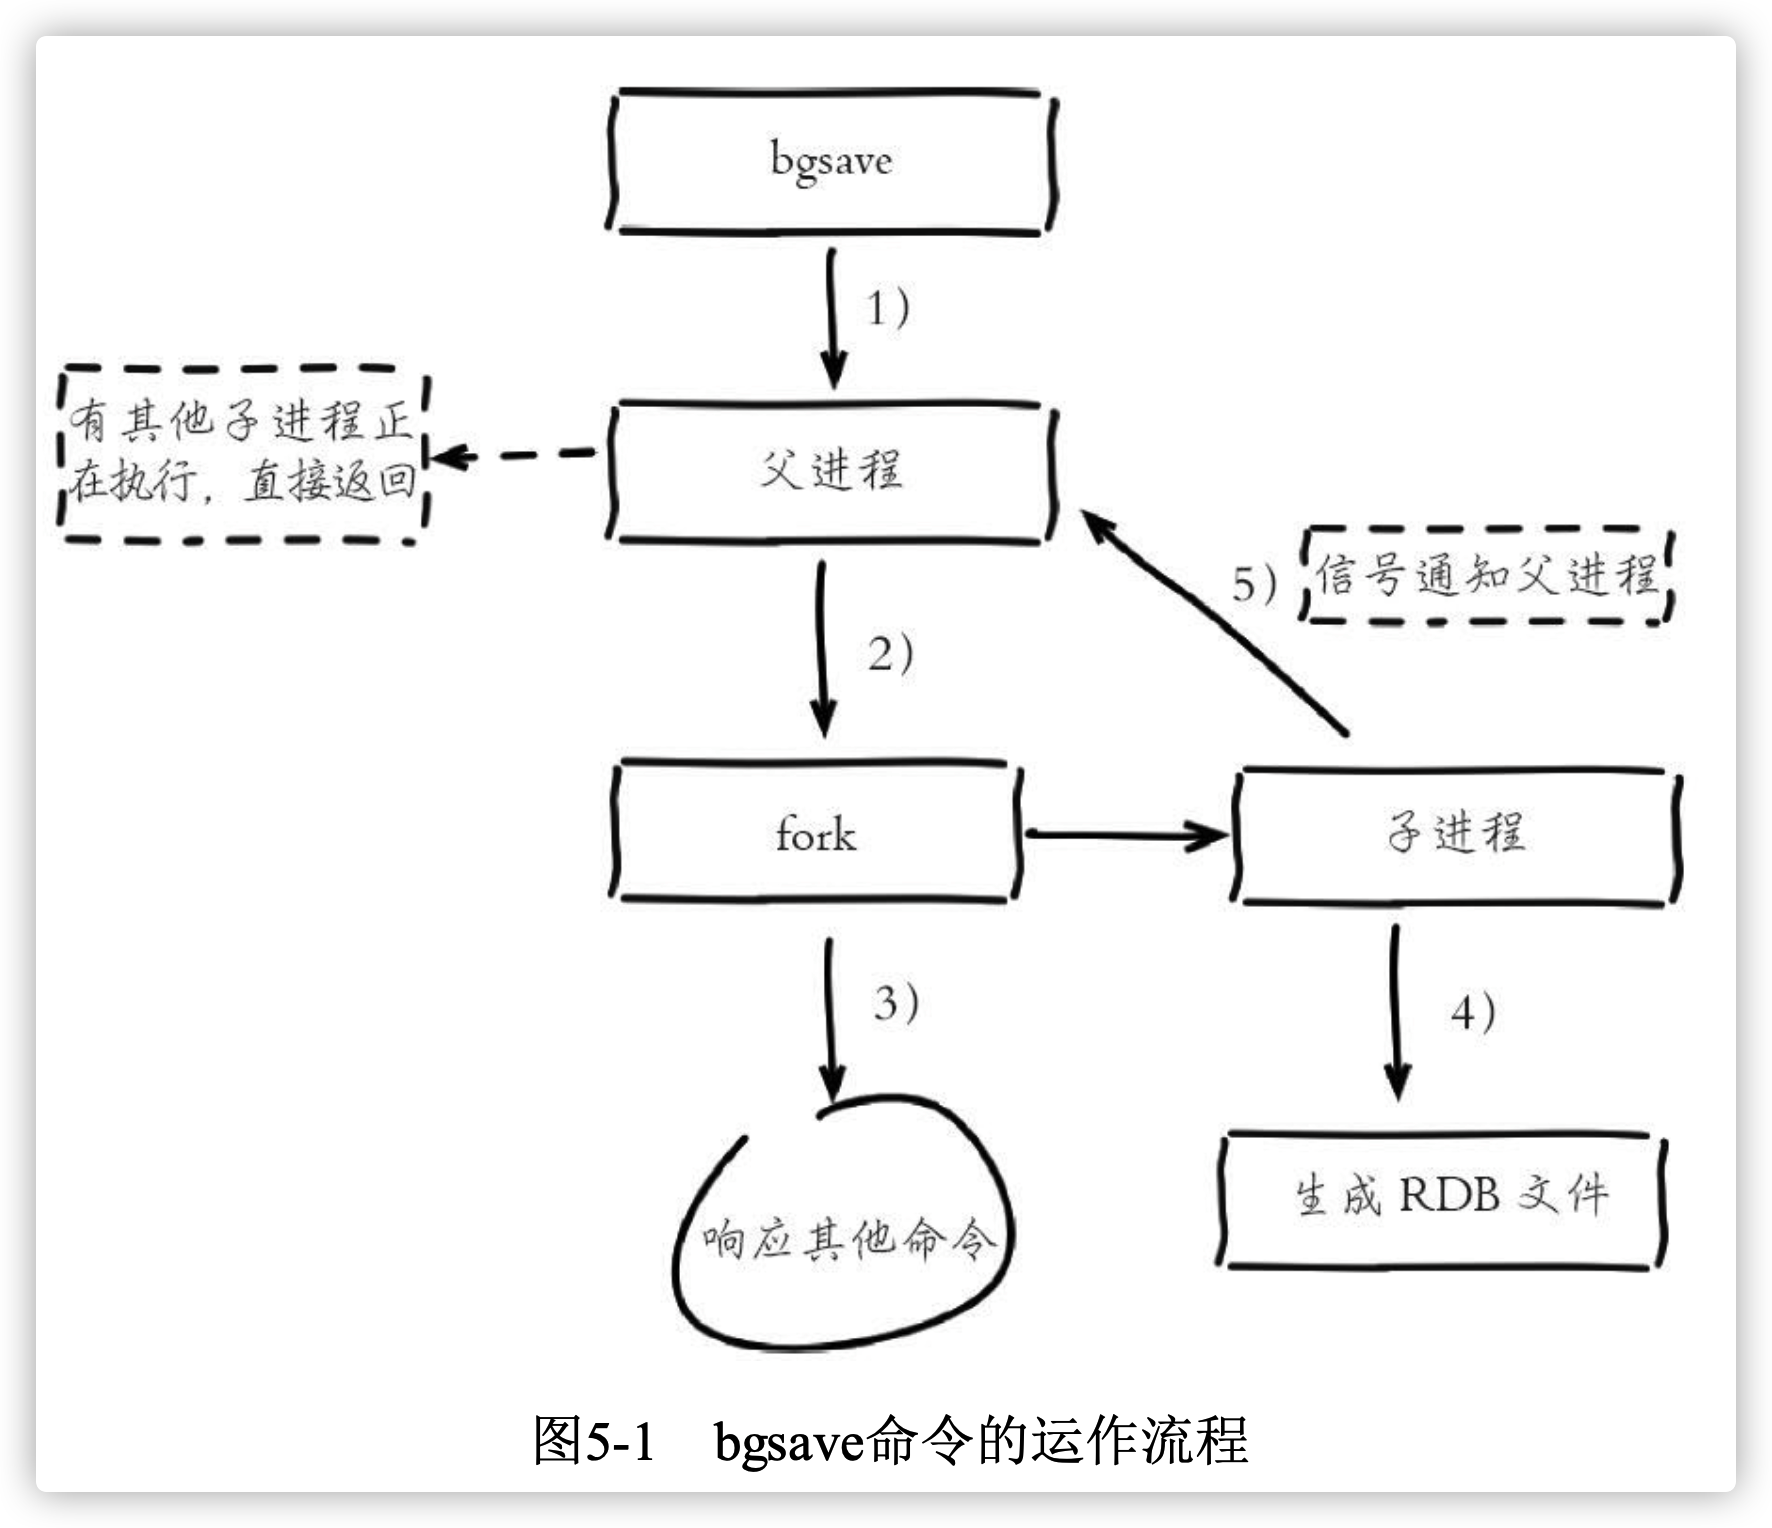 bgsave
1)
有其他子进程正
在执行，直接返回
父进程
5)
信号通知父进程
2)
fork
子进程
3)
4)
响应其他命令
生成 RDB 文件
图5-1 bgsave命令的运作流程